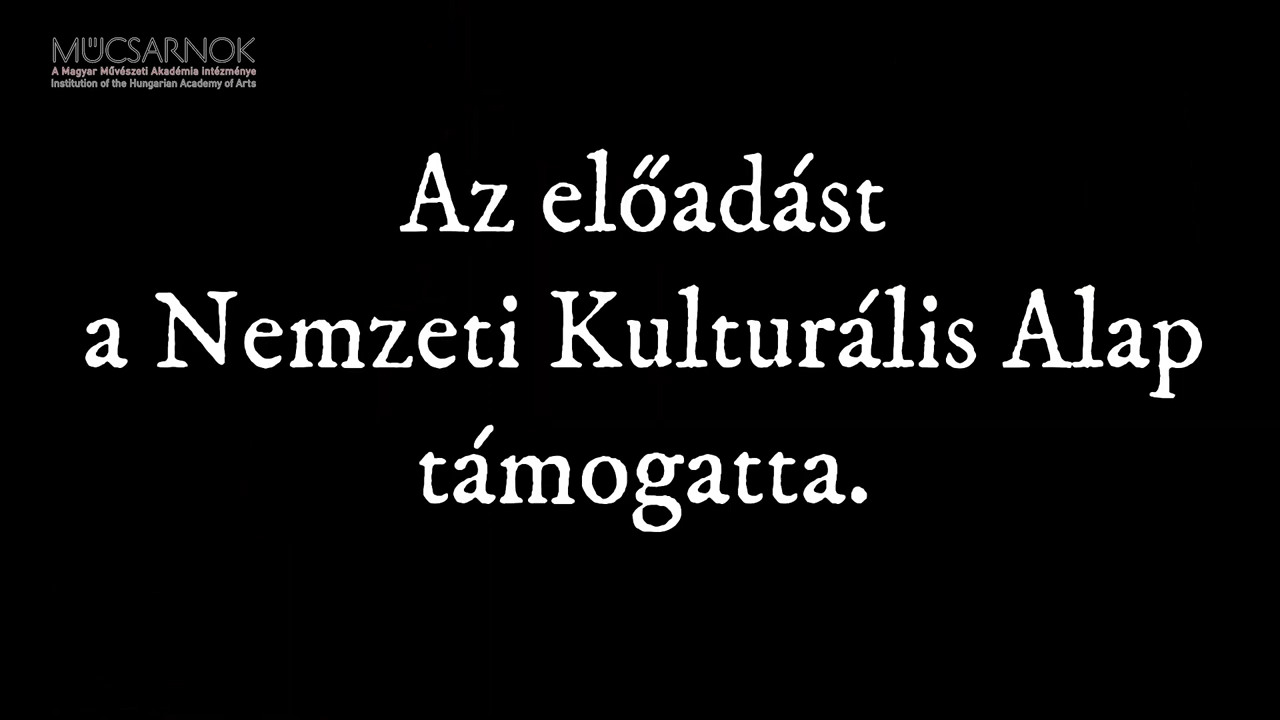 MŰCSARNOK
A Magyar Művészeti Akadémia Intézménye
Institution of the Hungarian Academy of Arts
Az előadást
a Nemzeti Kulturális Alap
támogatta.